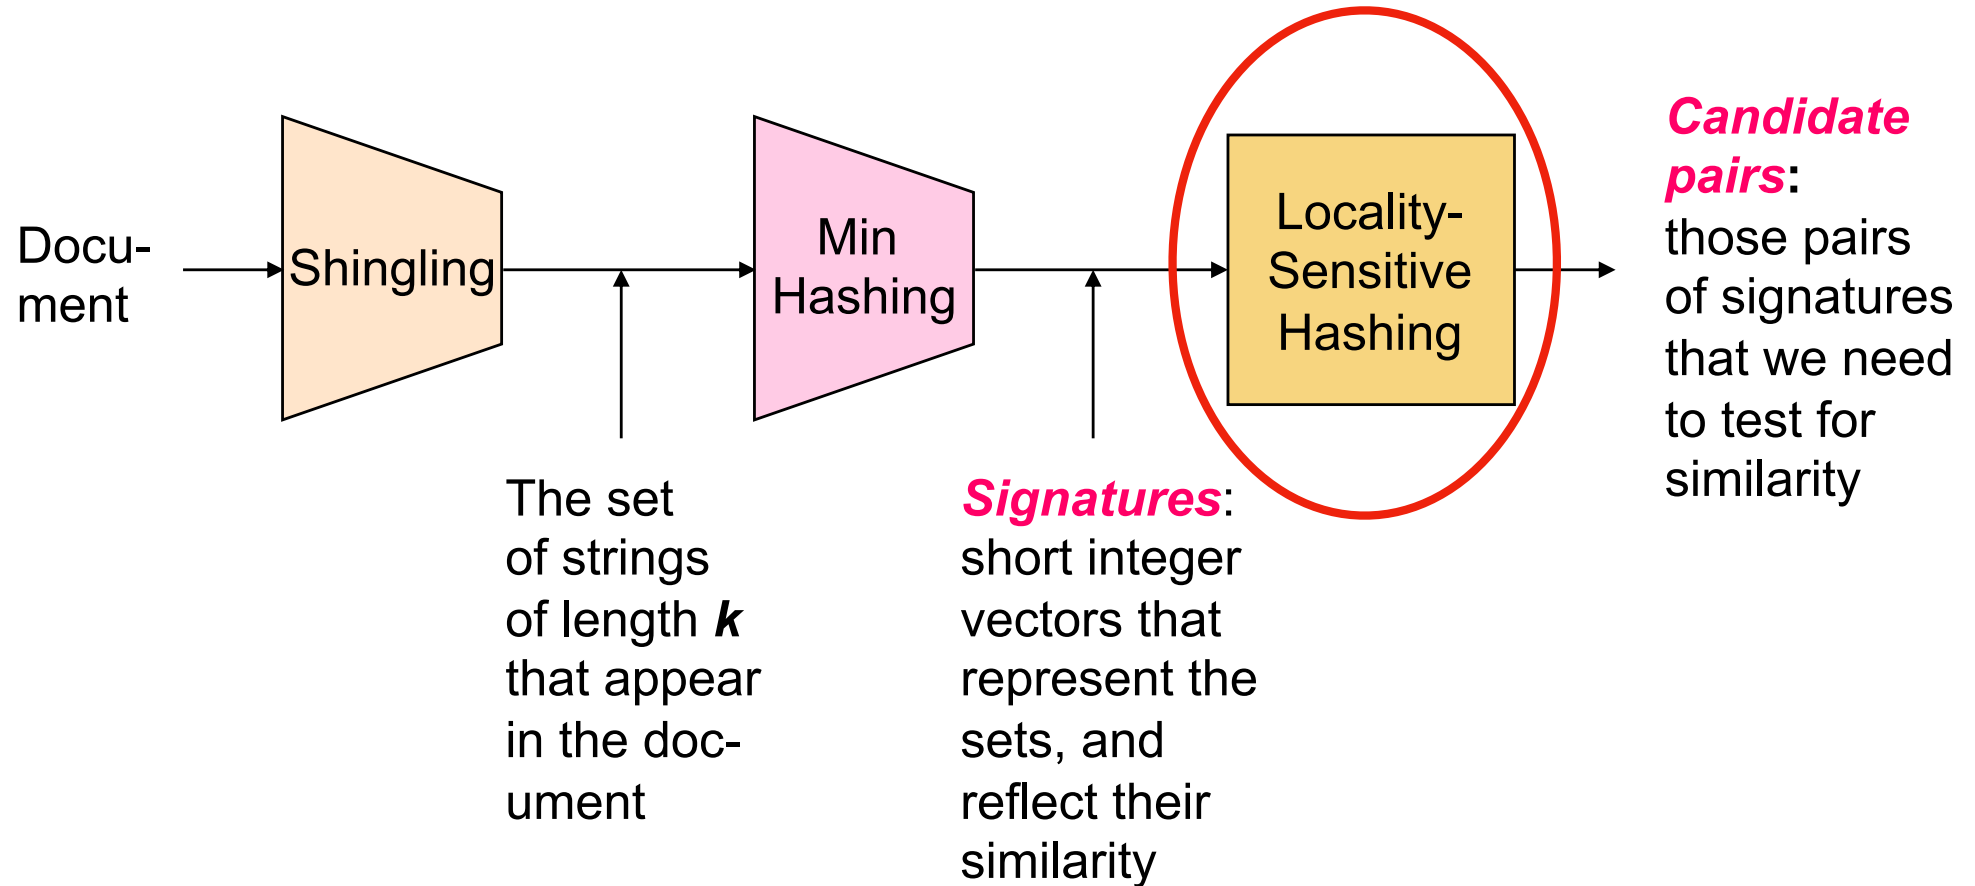 Docu-
ment
Shingling
The set
of strings
of length k
that appear
in the doc-
ument
Min
Hashing
Signatures:
short integer
vectors that
represent the
sets, and
reflect their
similarity
Locality-
Sensitive
Hashing
Candidate
pairs:
those pairs
of signatures
that we need
to test for
similarity